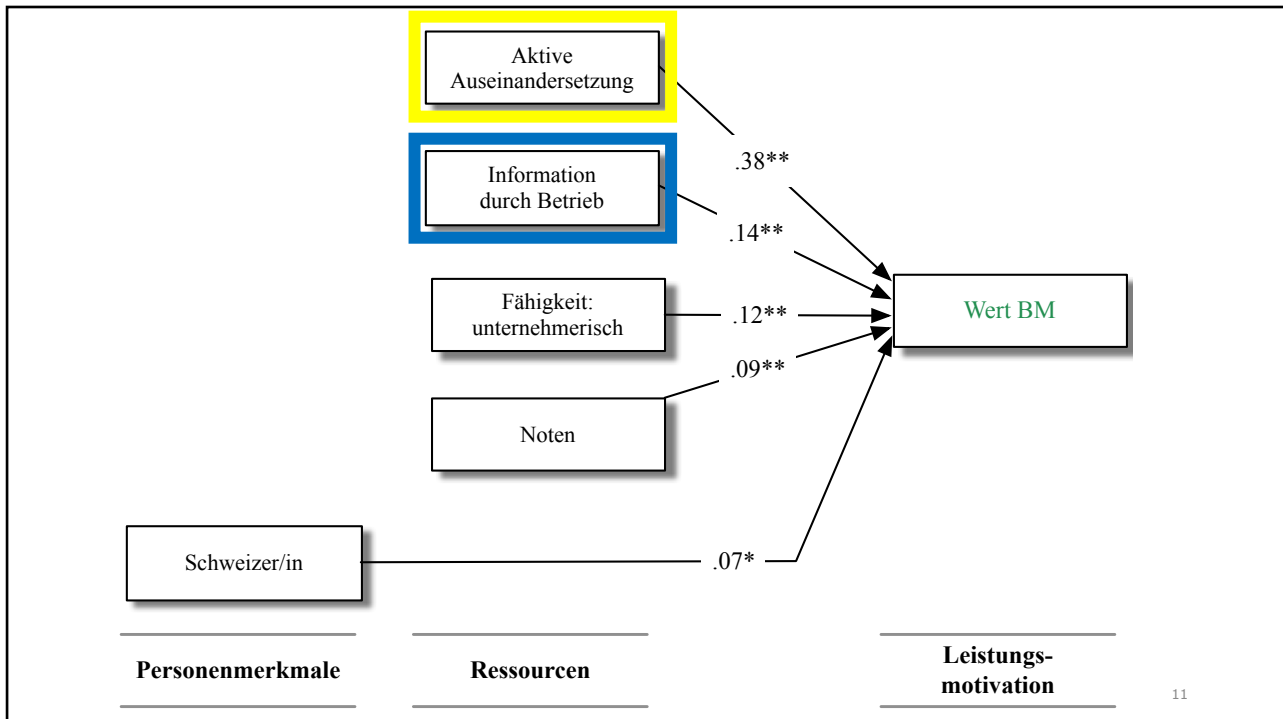 Aktive
Auseinandersetzung
.38**
Information
durch Betrieb
.14**
Fähigkeit:
unternehmerisch
.12**
Wert BM
.09**
Noten
Schweizer/in
.07*
Personenmerkmale
Ressourcen
Leistungs-
motivation
11